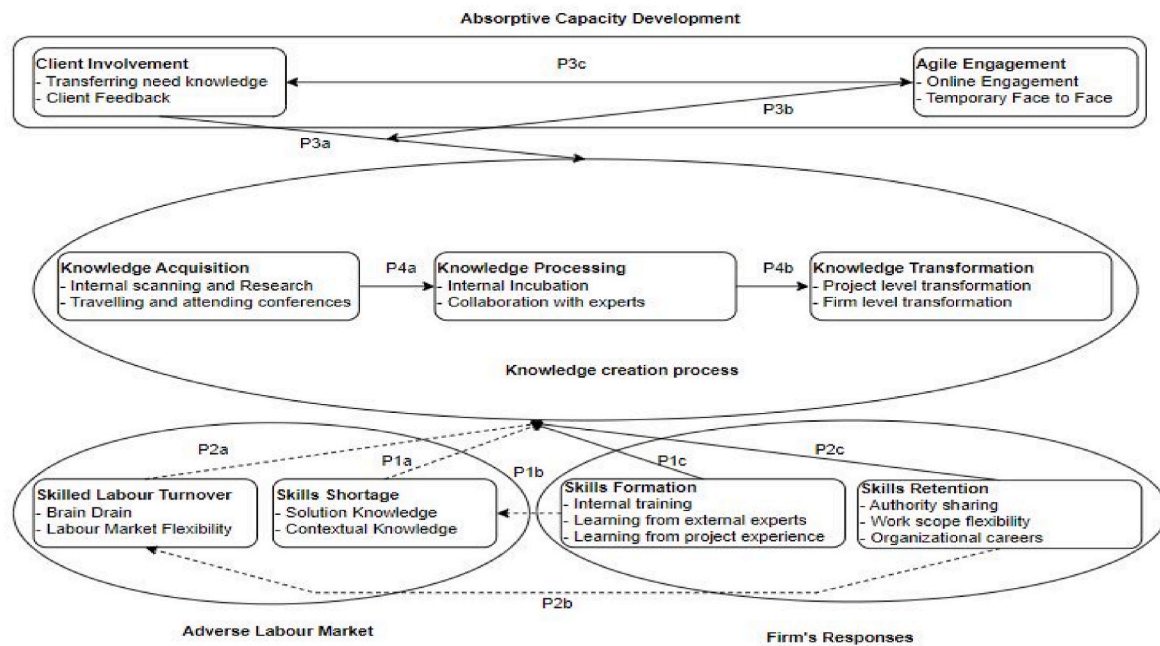 Absorptive Capacity Development
Client Involvement
- Transferring need knowledge
- Client Feedback
P3c
Agile Engagement
- Online Engagement
- Temporary Face to Face
P3b
P3a
Knowledge Acquisition
- Internal scanning and Research
- Travelling and attending conferences
P4a
Knowledge Processing
- Internal Incubation
- Collaboration with experts
P4b
Knowledge Transformation
- Project level transformation
- Firm level transformation
Knowledge creation process
P2a
P1a
P1b
P1c
P2c
Skilled Labour Turnover
- Brain Drain
- Labour Market Flexibility
Skills Shortage
- Solution Knowledge
- Contextual Knowledge
Skills Formation
- Internal training
- Learning from external experts
- Learning from project experience
Skills Retention
- Authority sharing
- Work scope flexibility
- Organizational careers
P2b
Adverse Labour Market
Firm's Responses